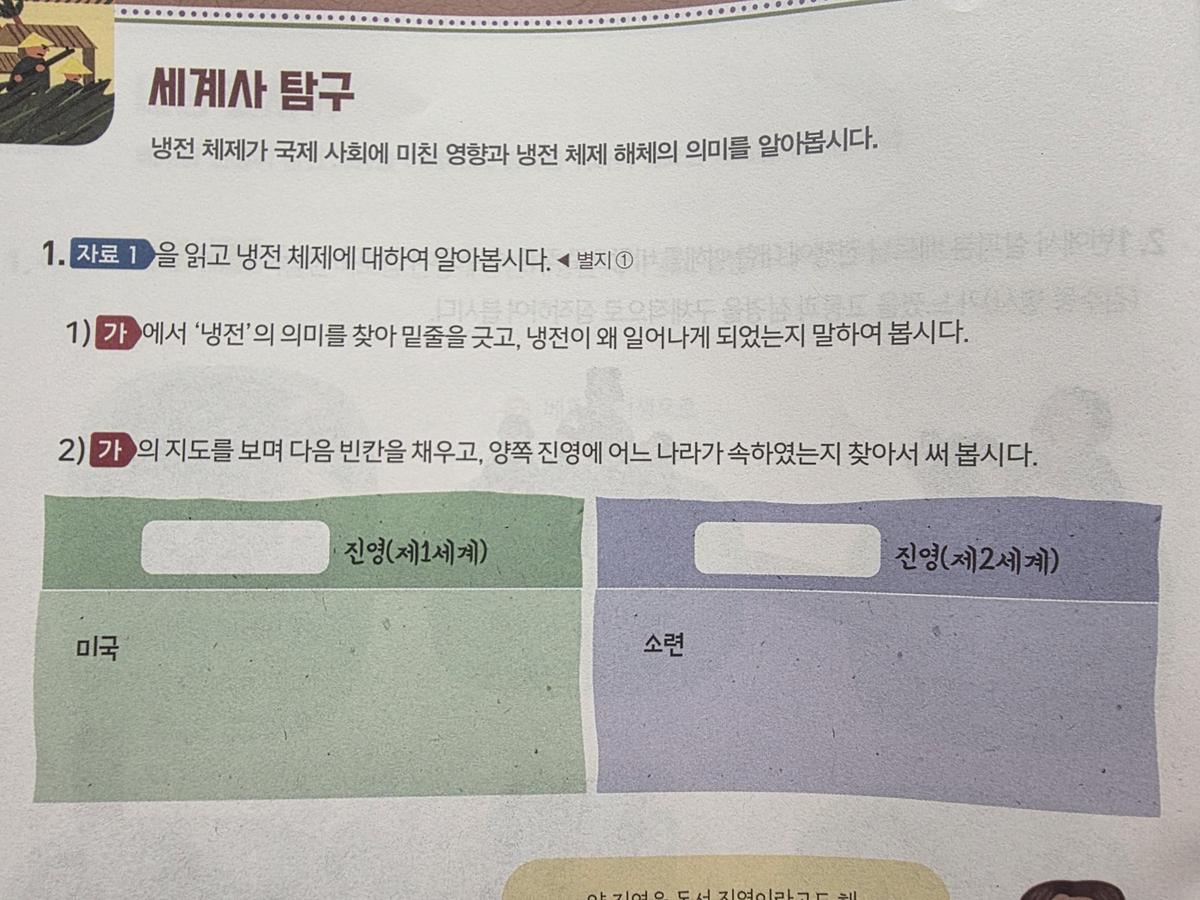 세계사 탐구
냉전 체제가 국제 사회에 미친 영향과 냉전 체제 해체의 의미를 알아봅시다.
1. 자료 1 을 읽고 냉전 체제에 대하여 알아봅시다. ◀ 별지 ①
1) 가 에서 ‘냉전’의 의미를 찾아 밑줄을 긋고, 냉전이 왜 일어나게 되었는지 말하여 봅시다.
2) 가 의 지도를 보며 다음 빈칸을 채우고, 양쪽 진영에 어느 나라가 속하였는지 찾아서 써 봅시다.
진영(제1세계)
미국
진영(제2세계)
소련